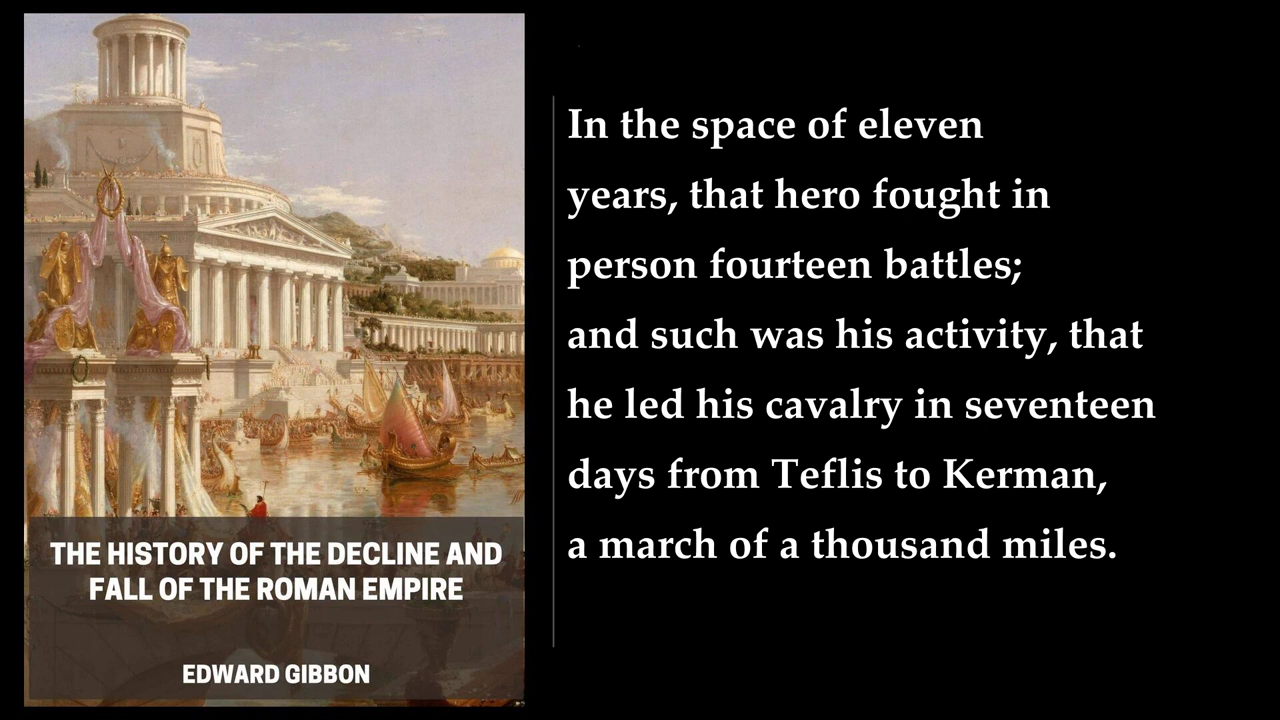 THE HISTORY OF THE DECLINE AND
FALL OF THE ROMAN EMPIRE
EDWARD GIBBON
In the space of eleven
years, that hero fought in
person fourteen battles;
and such was his activity, that
he led his cavalry in seventeen
days from Teflis to Kerman,
a march of a thousand miles.